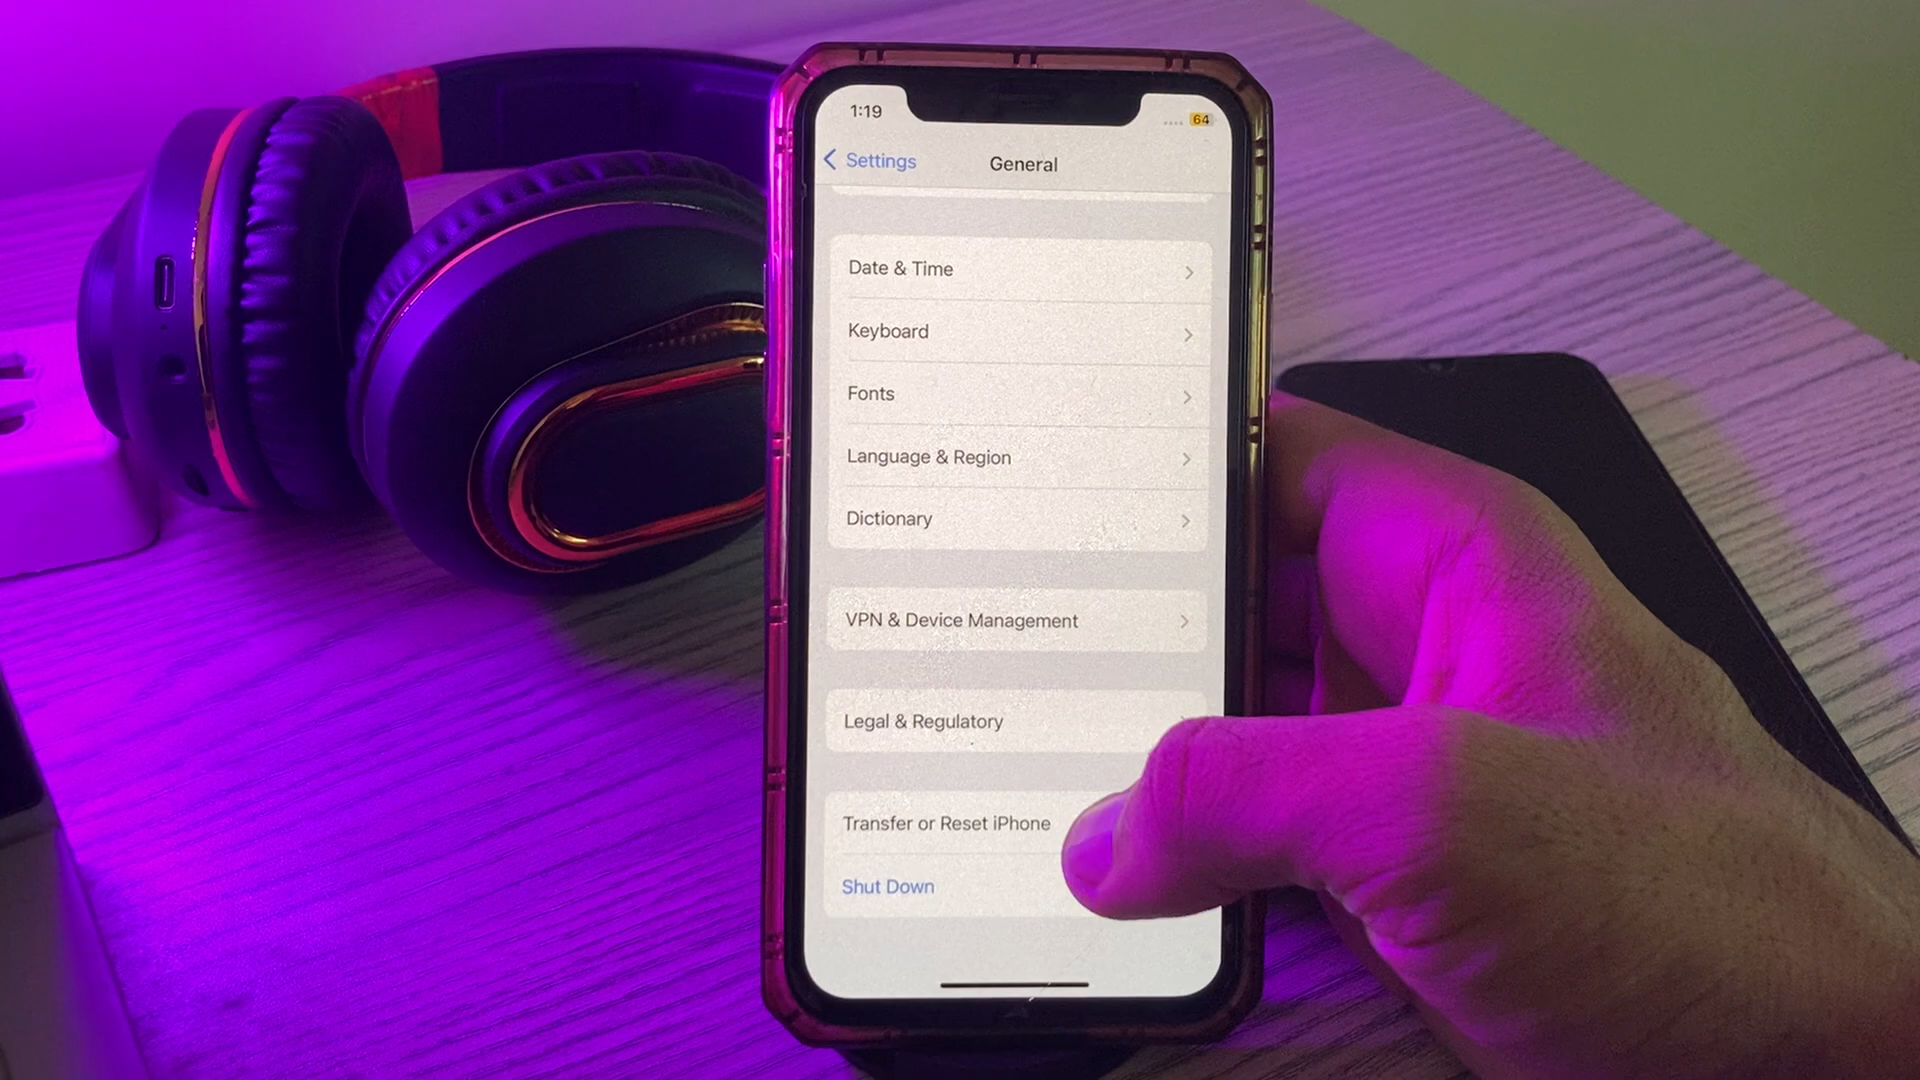 1:19
64
Settings
General
Date & Time
Keyboard
Fonts
Language & Region
Dictionary
VPN & Device Management
Legal & Regulatory
Transfer or Reset iPhone
Shut Down